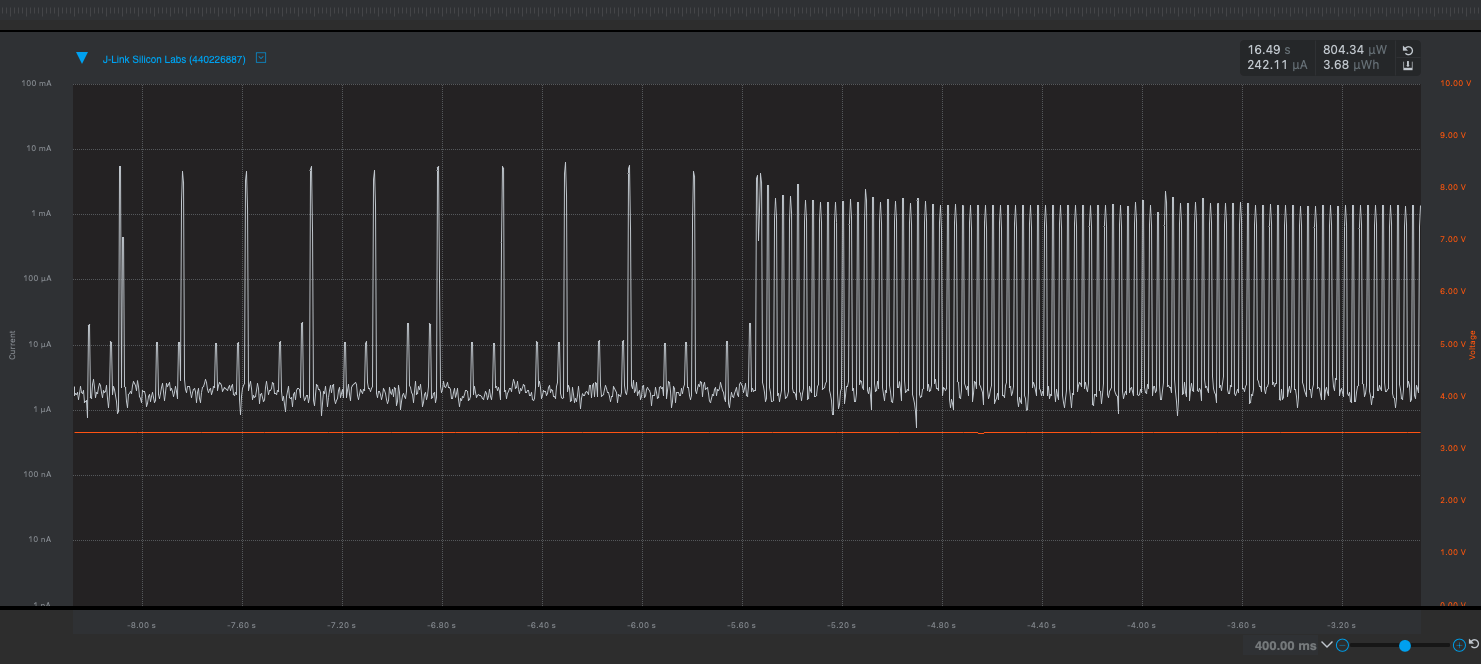 J-Link Silicon Labs (440226887)
16.49 s 804.34 µW
242.11 µA 3.68 µWh
100 mA
10 mA
1 mA
100 µA
10 µA
1 µA
100 nA
10 nA
1 nA
Current
10.00 V
9.00 V
8.00 V
7.00 V
6.00 V
5.00 V
4.00 V
3.00 V
2.00 V
1.00 V
0.00 V
Voltage
-8.00 s -7.60 s -7.20 s -6.80 s -6.40 s -6.00 s -5.60 s -5.20 s -4.80 s -4.40 s -4.00 s -3.60 s -3.20 s
400.00 ms